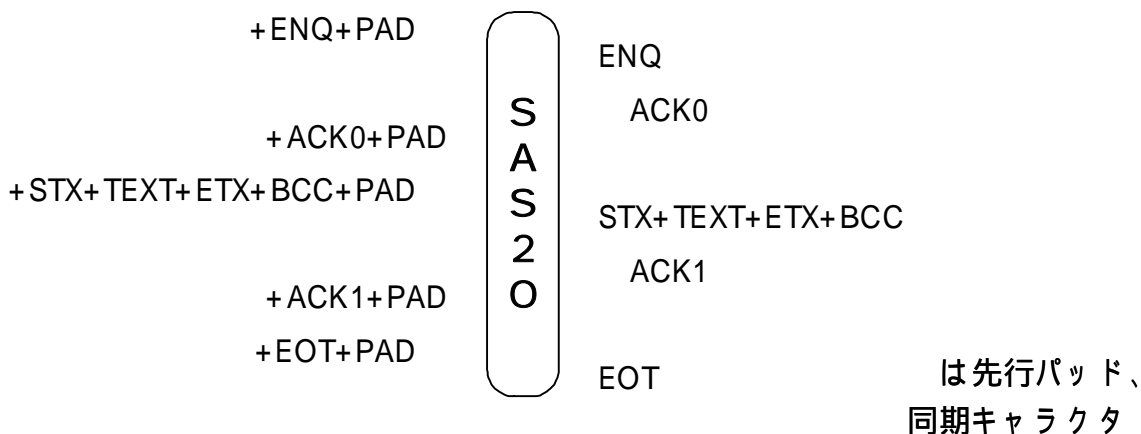 +ENQ+PAD
ENQ
ACK0
+ACK0+PAD
+STX+TEXT+ETX+BCC+PAD
SAS20
STX+TEXT+ETX+BCC
ACK1
+ACK1+PAD
+EOT+PAD
EOT
は先行パッド、
同期キャラクタ